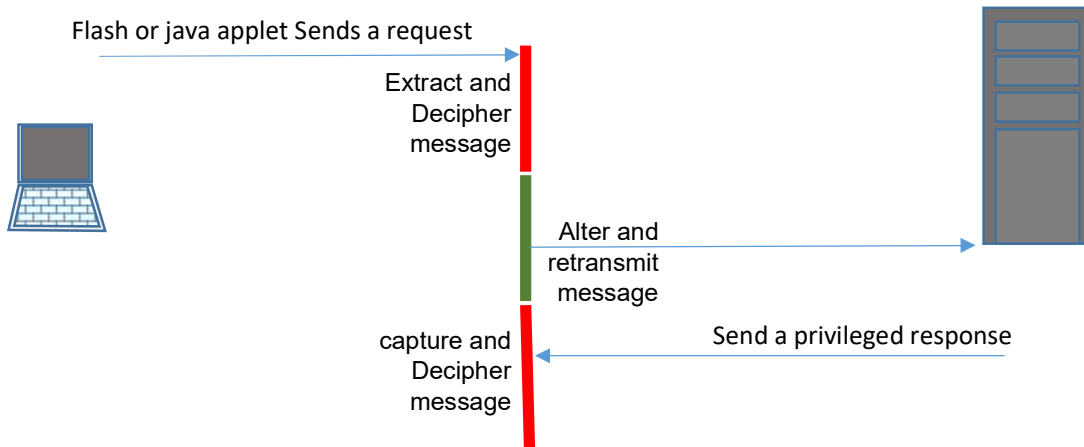 Flash or java applet Sends a request
Extract and
Decipher
message
Alter and
retransmit
message
Send a privileged response
capture and
Decipher
message